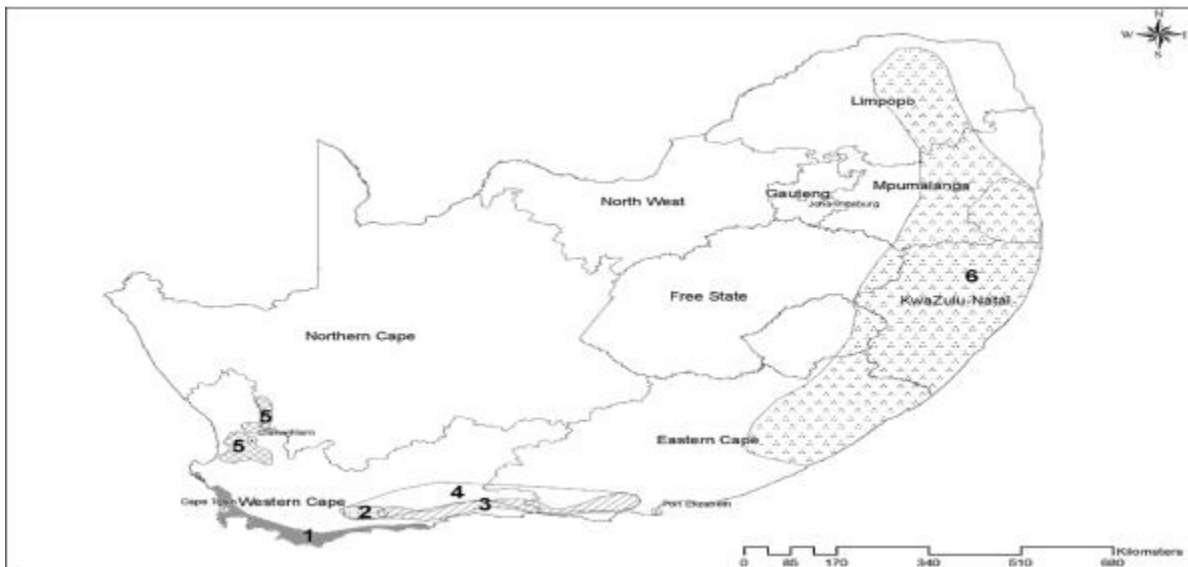 N
W E
S
Limpopo
Mpumalanga
Gauteng
Johannesburg
North West
6
Free State
KwaZulu-Natal
Northern Cape
5
5
Eastern Cape
4
Cape Town
Western Cape
3
Port Elizabeth
2
1
Kilometers
0 85 170 340 510 680